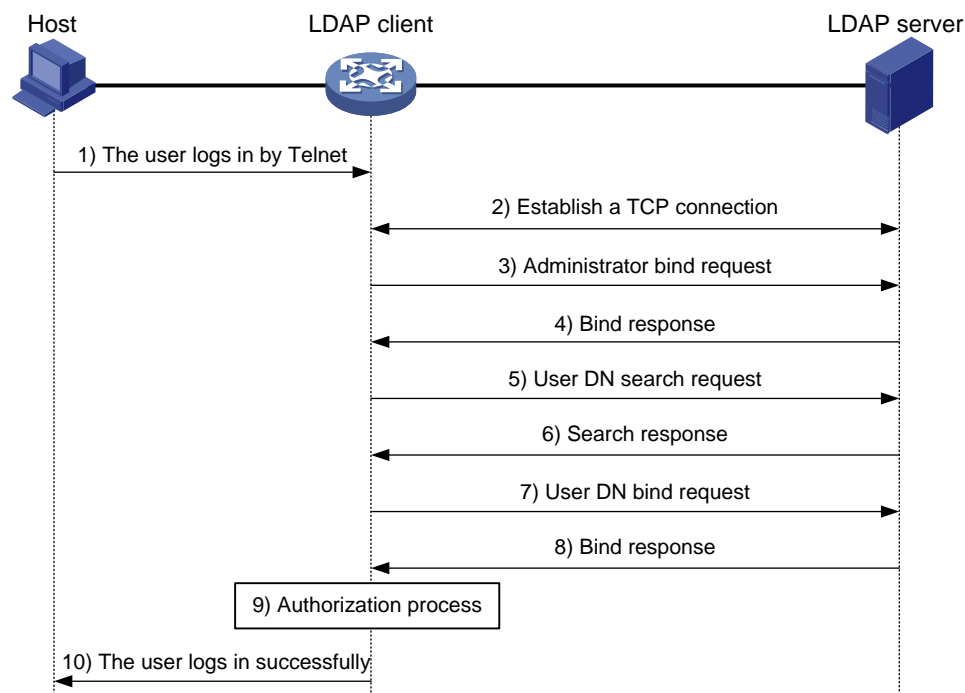 Host
LDAP client
LDAP server
1) The user logs in by Telnet
2) Establish a TCP connection
3) Administrator bind request
4) Bind response
5) User DN search request
6) Search response
7) User DN bind request
8) Bind response
9) Authorization process
10) The user logs in successfully